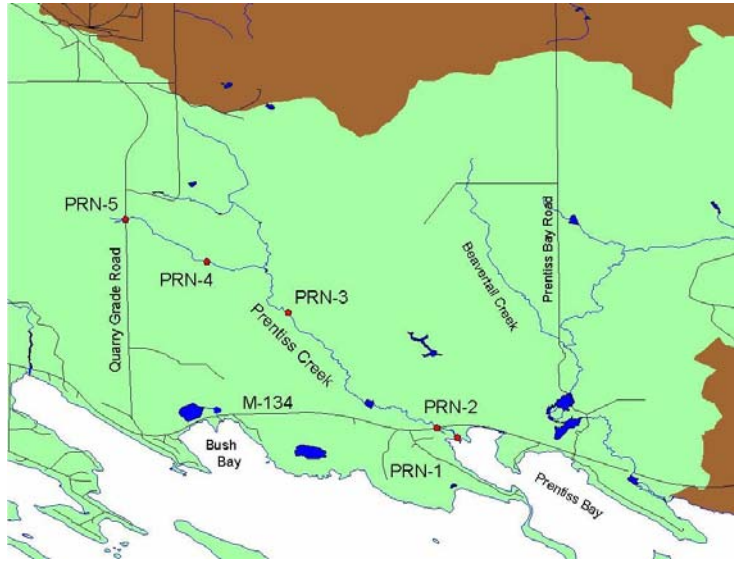 PRN-5
Prentiss Bay Road
PRN-4
Beavertail Creek
Quarry Grade Road
PRN-3
Prentiss Creek
M-134
PRN-2
Bush
Bay
PRN-1
Prentiss Bay